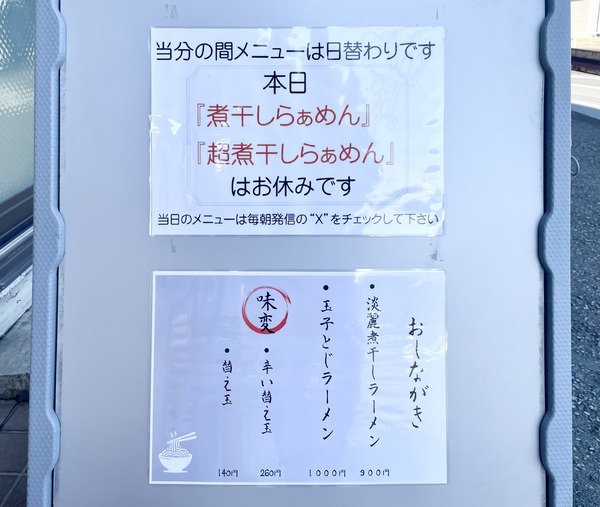 当分の間メニューは日替わりです
本日
『煮干しらぁめん』
『超煮干しらぁめん』
はお休みです
当日のメニューは毎朝発信の“X”をチェックして下さい
おしながき
・淡麗煮干しラーメン 900円
・玉子とじラーメン 1000円
味変
・辛い替え玉 260円
・替え玉 140円